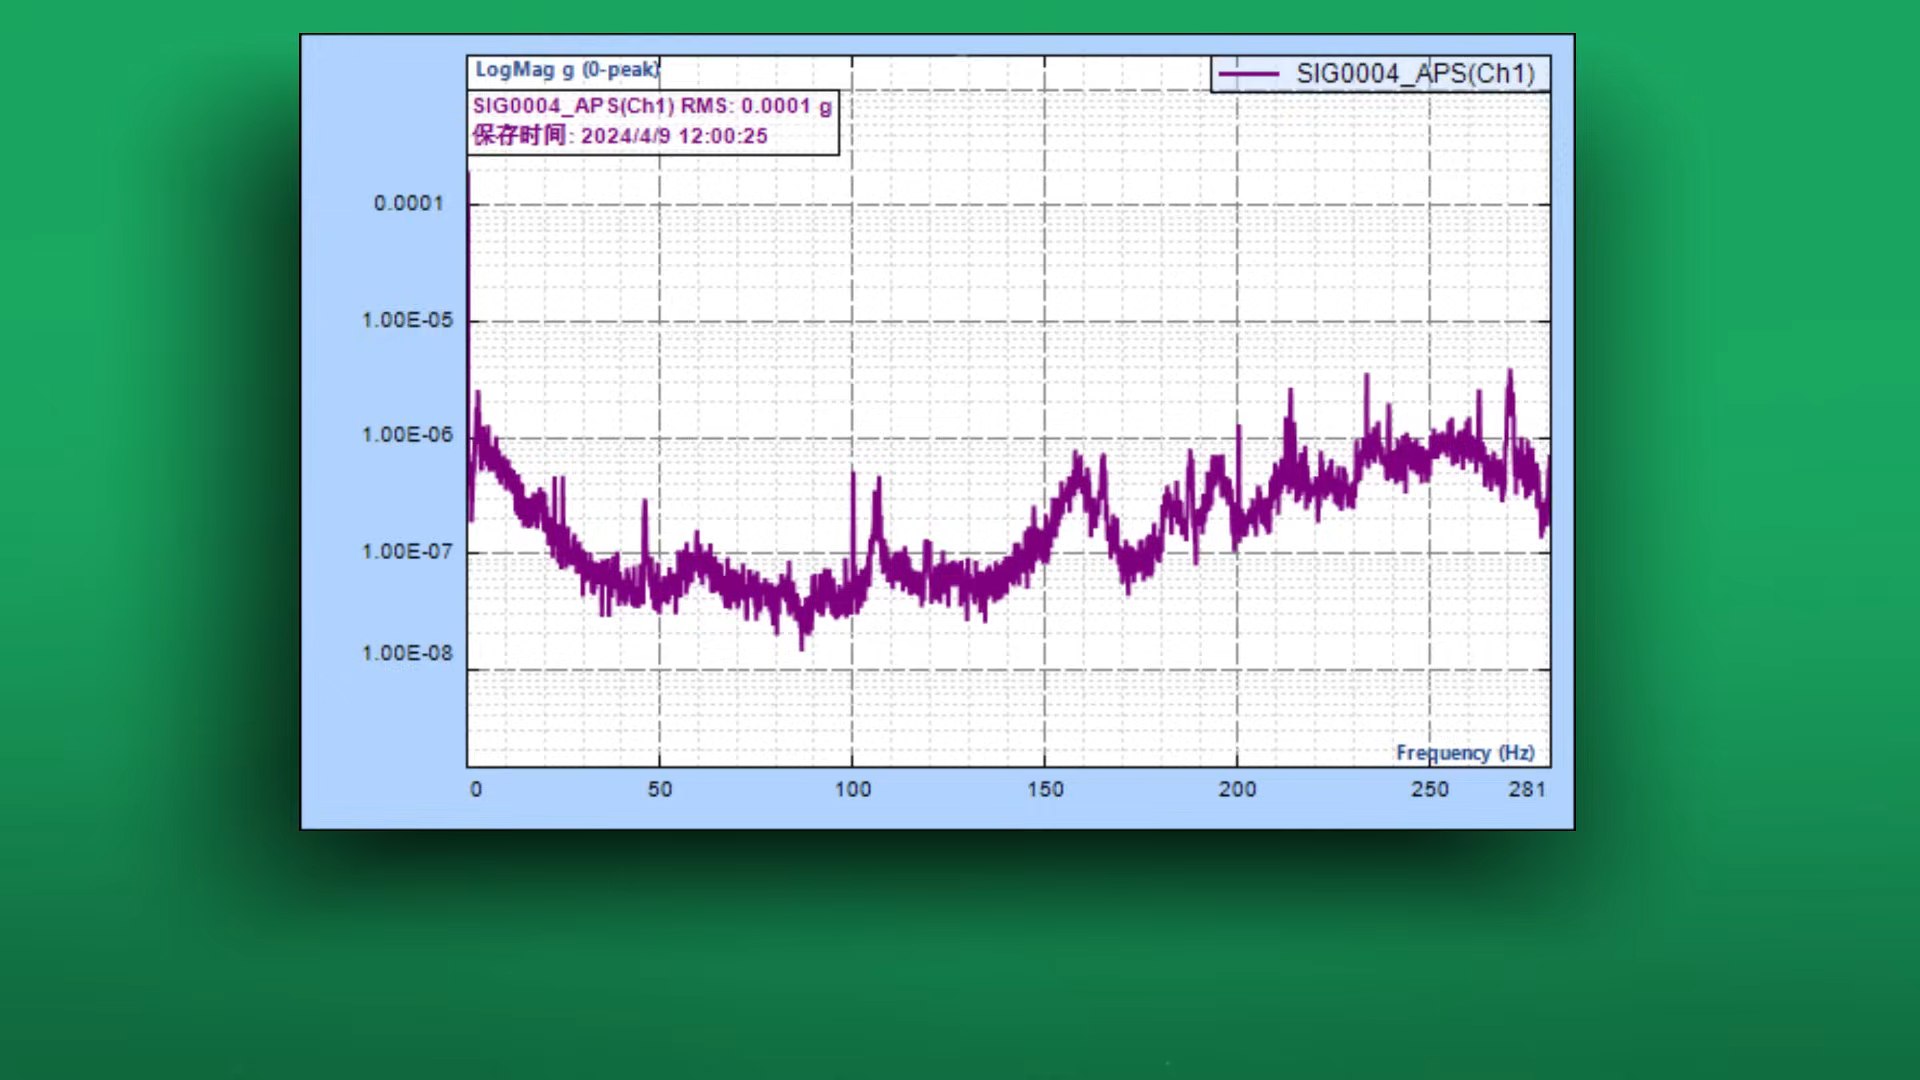 LogMag g (0-peak)
SIG0004_APS(Ch1)
SIG0004_APS(Ch1) RMS: 0.0001 g
保存时间: 2024/4/9 12:00:25
0.0001
1.00E-05
1.00E-06
1.00E-07
1.00E-08
Frequency (Hz)
0 50 100 150 200 250 281